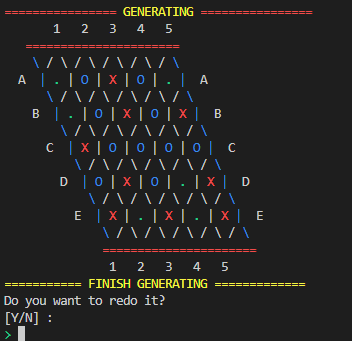 ================ GENERATING ================
1 2 3 4 5
======================
\ / \ / \ / \ / \ / \
A | . | O | X | O | . | A
\ / \ / \ / \ / \ / \
B | . | O | X | O | X | B
\ / \ / \ / \ / \ / \
C | X | O | O | O | O | C
\ / \ / \ / \ / \ / \
D | O | X | O | . | X | D
\ / \ / \ / \ / \ / \
E | X | . | X | . | X | E
\ / \ / \ / \ / \ / \
======================
1 2 3 4 5
=========== FINISH GENERATING =============
Do you want to redo it?
[Y/N] :
>